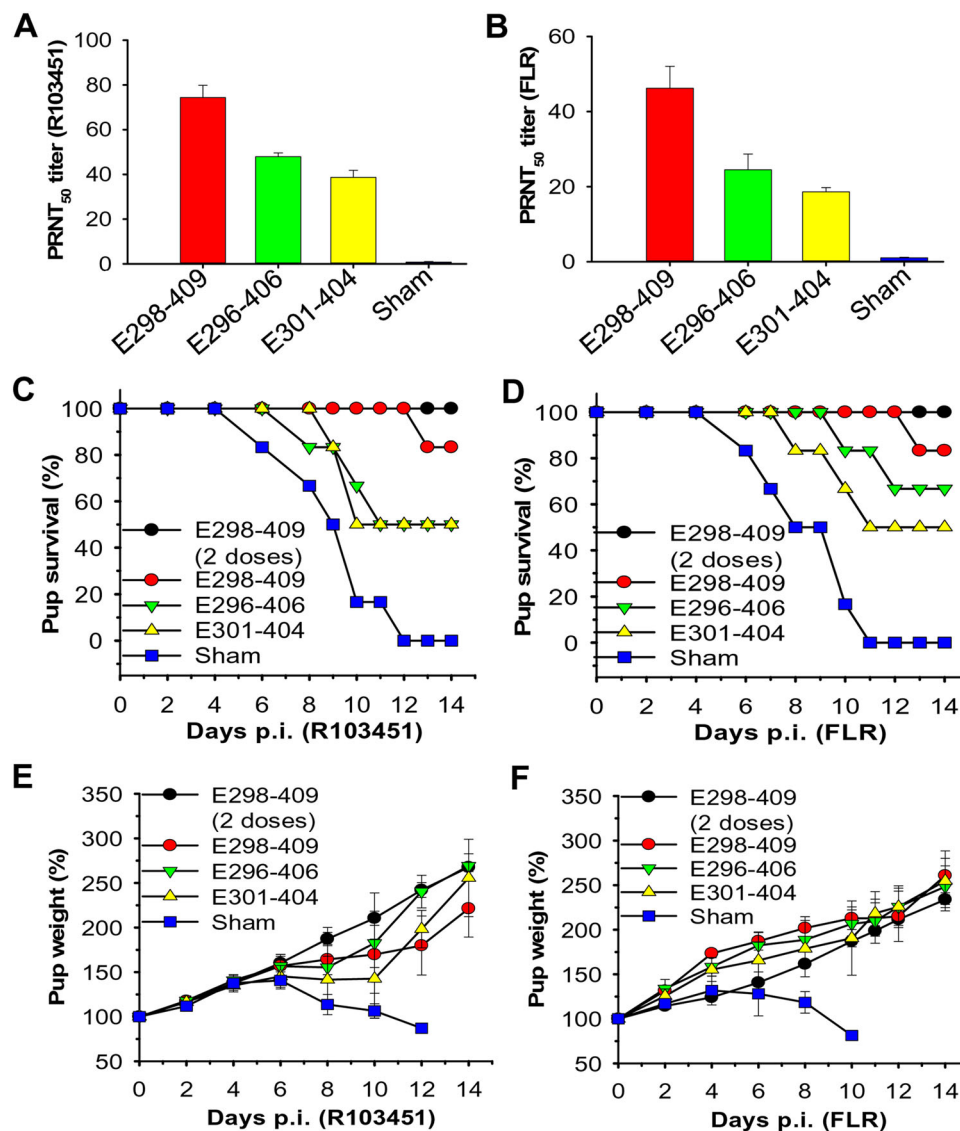 A
PRNT50 titer (R103451)
100
80
60
40
20
0
E298-409
E296-406
E301-404
Sham
B
PRNT50 titer (FLR)
60
40
20
0
E298-409
E296-406
E301-404
Sham
C
Pup survival (%)
100
80
60
40
20
0
E298-409
(2 doses)
E298-409
E296-406
E301-404
Sham
0 2 4 6 8 10 12 14
Days p.i. (R103451)
D
Pup survival (%)
100
80
60
40
20
0
E298-409
(2 doses)
E298-409
E296-406
E301-404
Sham
0 2 4 6 8 10 12 14
Days p.i. (FLR)
E
Pup weight (%)
350
300
250
200
150
100
50
E298-409
(2 doses)
E298-409
E296-406
E301-404
Sham
0 2 4 6 8 10 12 14
Days p.i. (R103451)
F
Pup weight (%)
350
300
250
200
150
100
50
E298-409
(2 doses)
E298-409
E296-406
E301-404
Sham
0 2 4 6 8 10 12 14
Days p.i. (FLR)